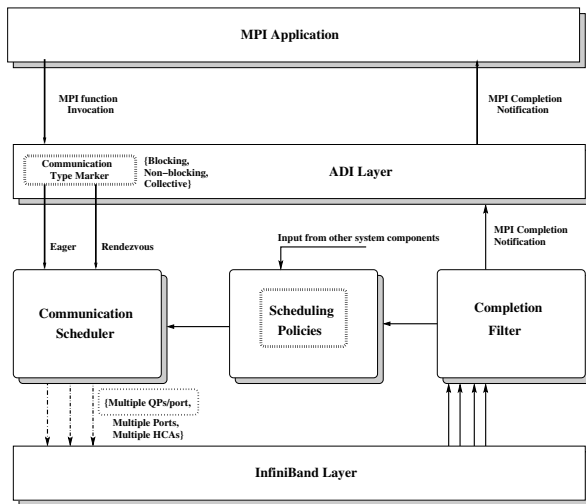 MPI Application
MPI function
Invocation
MPI Completion
Notification
Communication
Type Marker
{Blocking,
Non−blocking,
Collective}
ADI Layer
Eager
Rendezvous
Input from other system components
MPI Completion
Notification
Communication
Scheduler
Scheduling
Policies
Completion
Filter
{Multiple QPs/port,
Multiple Ports,
Multiple HCAs}
InfiniBand Layer